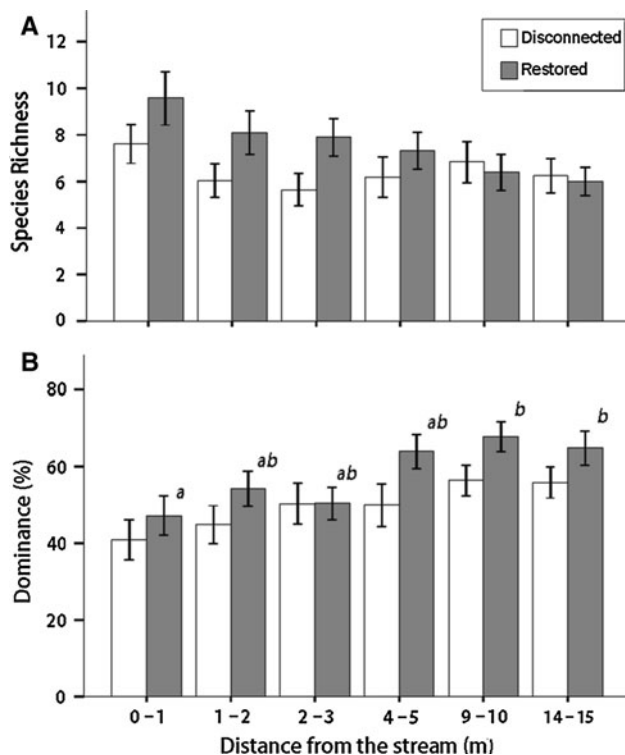 A
Disconnected
Restored
Species Richness
12
10
8
6
4
2
0
B
Dominance (%)
80
60
40
20
0
a
ab
ab
ab
b
b
0-1 1-2 2-3 4-5 9-10 14-15
Distance from the stream (m)